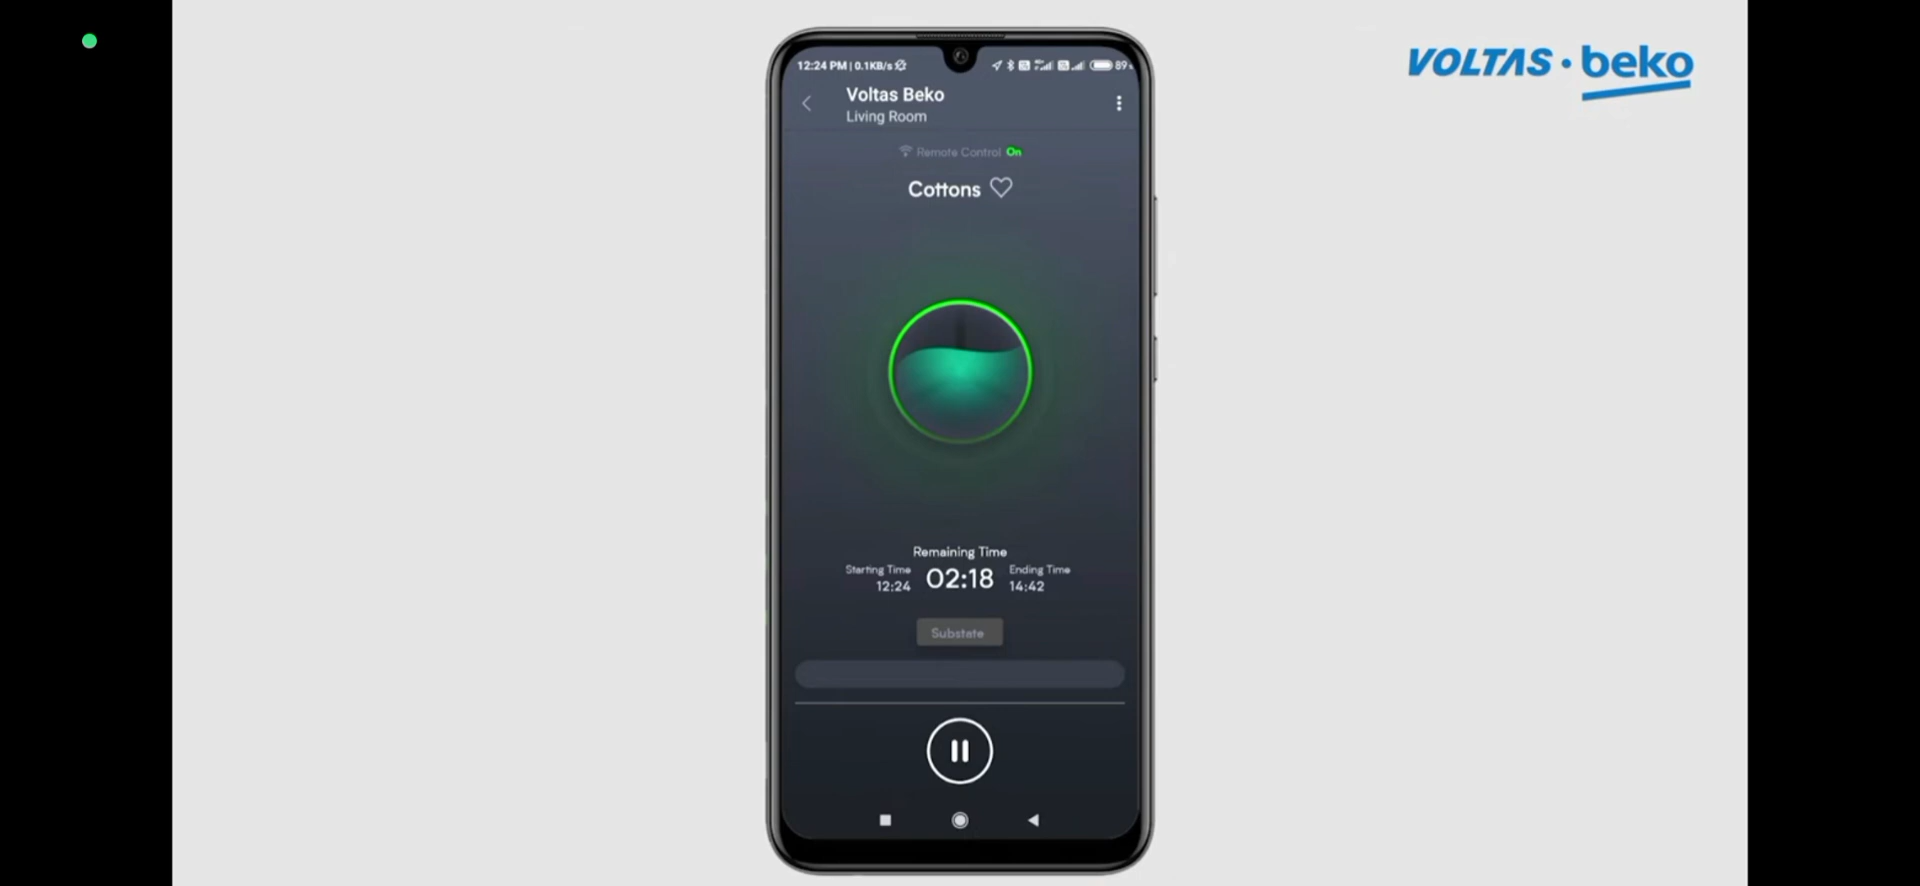 VOLTAS • beko
12:24 PM | 0.1KB/s
89
Voltas Beko
Living Room
Remote Control On
Cottons
Remaining Time
Starting Time 02:18 Ending Time
12:24 14:42
Substate